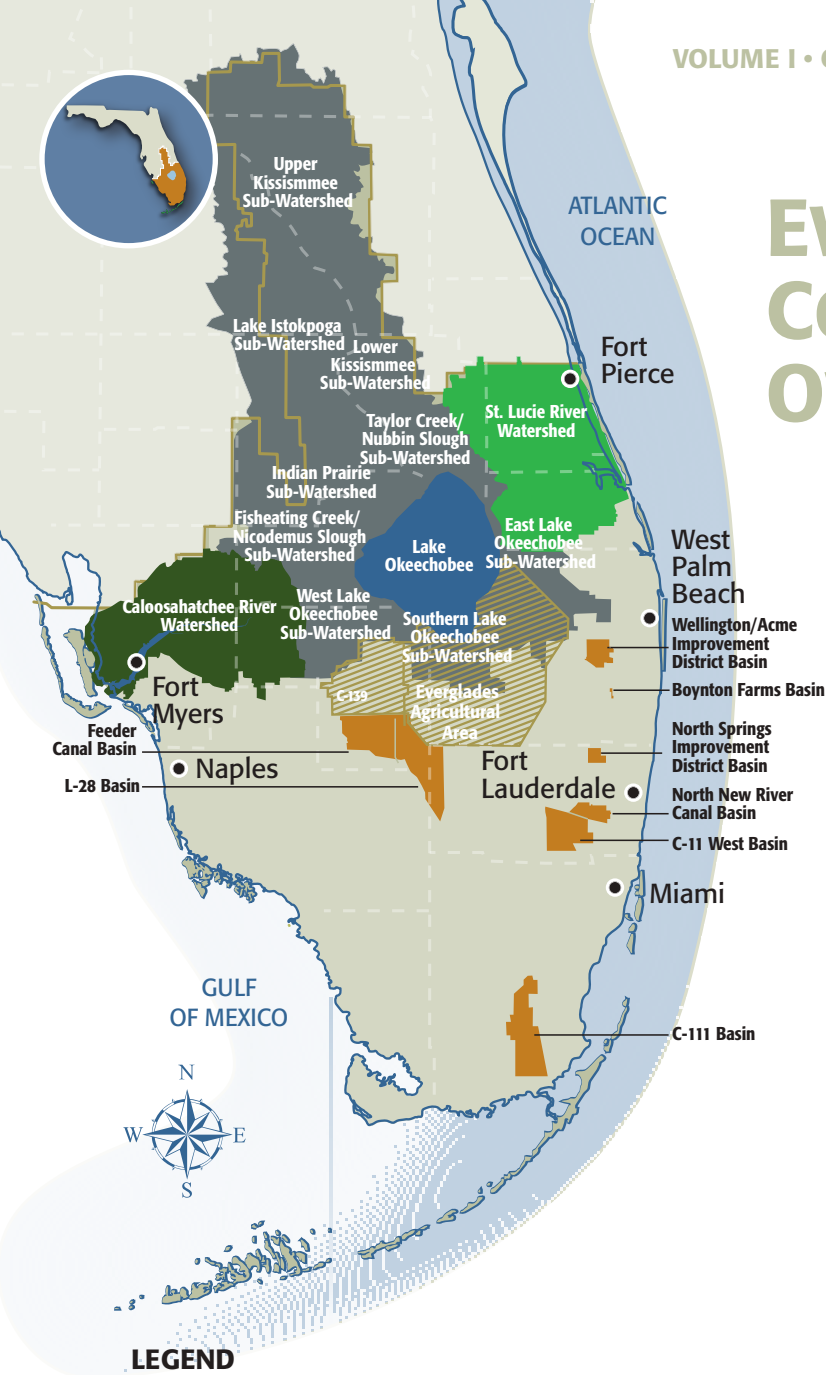 VOLUME I •
Upper
Kissismmee
Sub-Watershed
ATLANTIC
OCEAN
Lake Istokpoga
Sub-Watershed
Lower
Kissismmee
Sub-Watershed
Fort
Pierce
Taylor Creek/
Nubbin Slough
Sub-Watershed
St. Lucie River
Watershed
Indian Prairie
Sub-Watershed
Fisheating Creek/
Nicodemus Slough
Sub-Watershed
Lake
Okeechobee
East Lake
Okeechobee
Sub-Watershed
West
Palm
Beach
Caloosahatchee River
Watershed
West Lake
Okeechobee
Sub-Watershed
Southern Lake
Okeechobee
Sub-Watershed
Wellington/Acme
Improvement
District Basin
C-139
Everglades
Agricultural
Area
Boynton Farms Basin
Fort
Myers
Feeder
Canal Basin
North Springs
Improvement
District Basin
Naples
L-28 Basin
Fort
Lauderdale
North New River
Canal Basin
C-11 West Basin
Miami
GULF
OF MEXICO
C-111 Basin
N
W
E
S
LEGEND